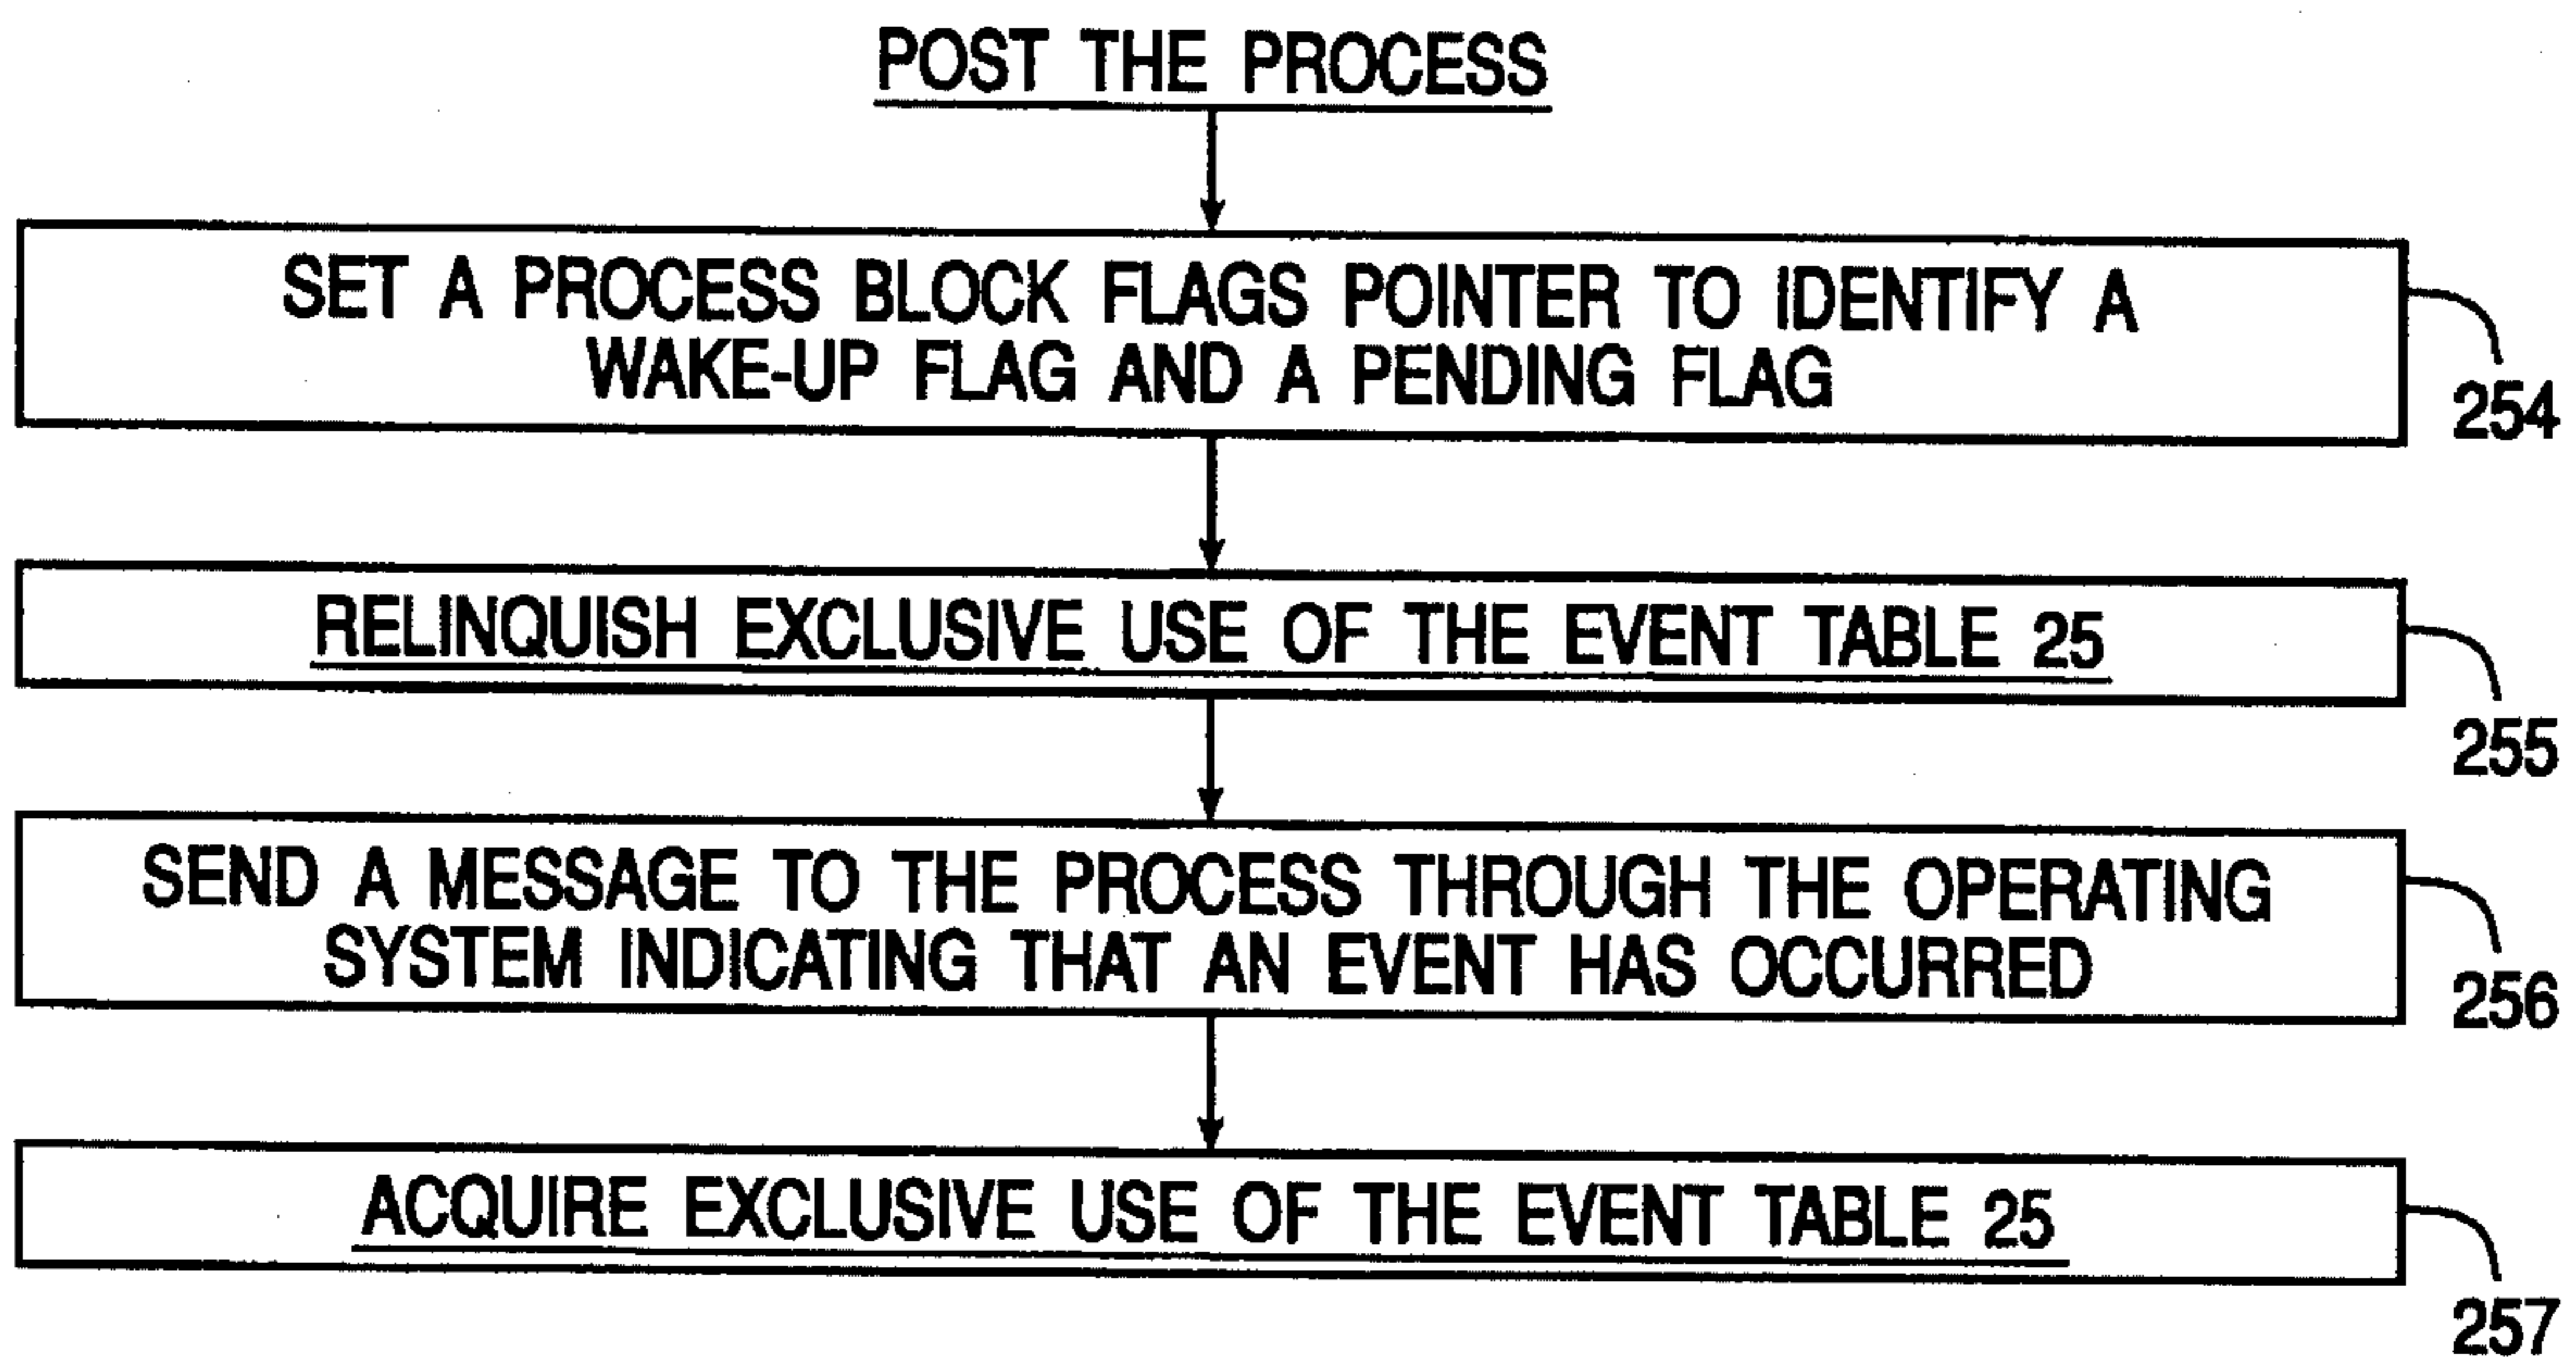 POST THE PROCESS
SET A PROCESS BLOCK FLAGS POINTER TO IDENTIFY A
WAKE-UP FLAG AND A PENDING FLAG
254
RELINQUISH EXCLUSIVE USE OF THE EVENT TABLE 25
255
SEND A MESSAGE TO THE PROCESS THROUGH THE OPERATING
SYSTEM INDICATING THAT AN EVENT HAS OCCURRED
256
ACQUIRE EXCLUSIVE USE OF THE EVENT TABLE 25
257